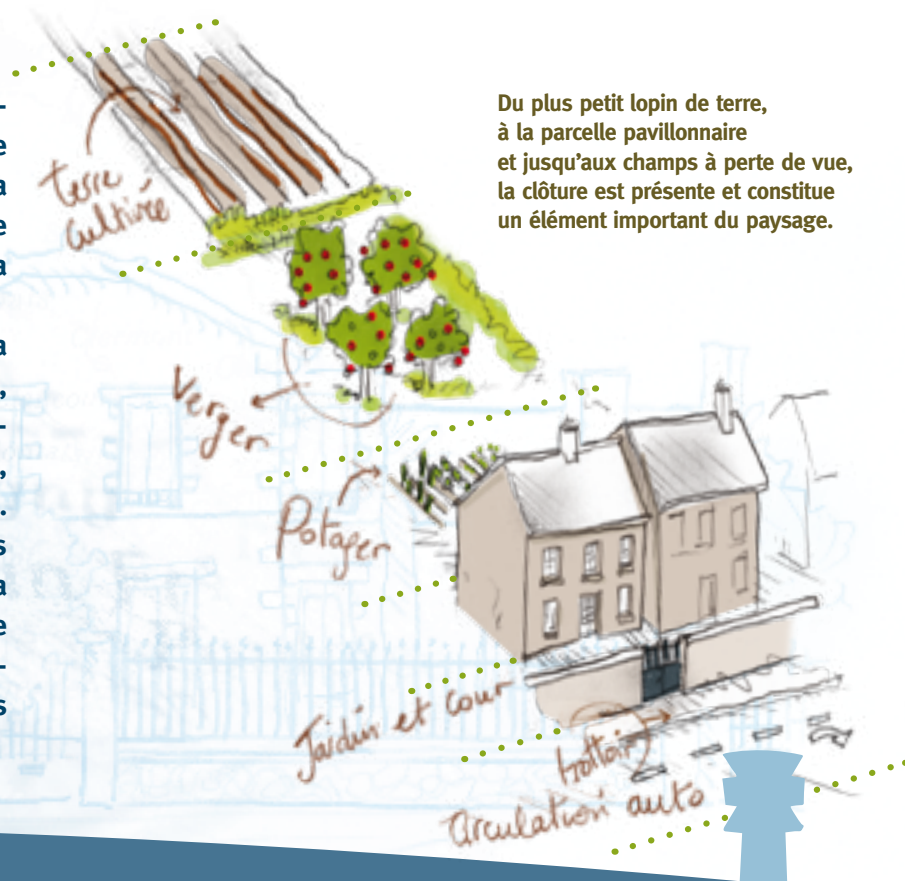 Du plus petit lopin de terre,
à la parcelle pavillonnaire
et jusqu'aux champs à perte de vue,
la clôture est présente et constitue
un élément important du paysage.
terre
cultivée
Verger
Potager
Jardin et cour
trottoir
Circulation auto